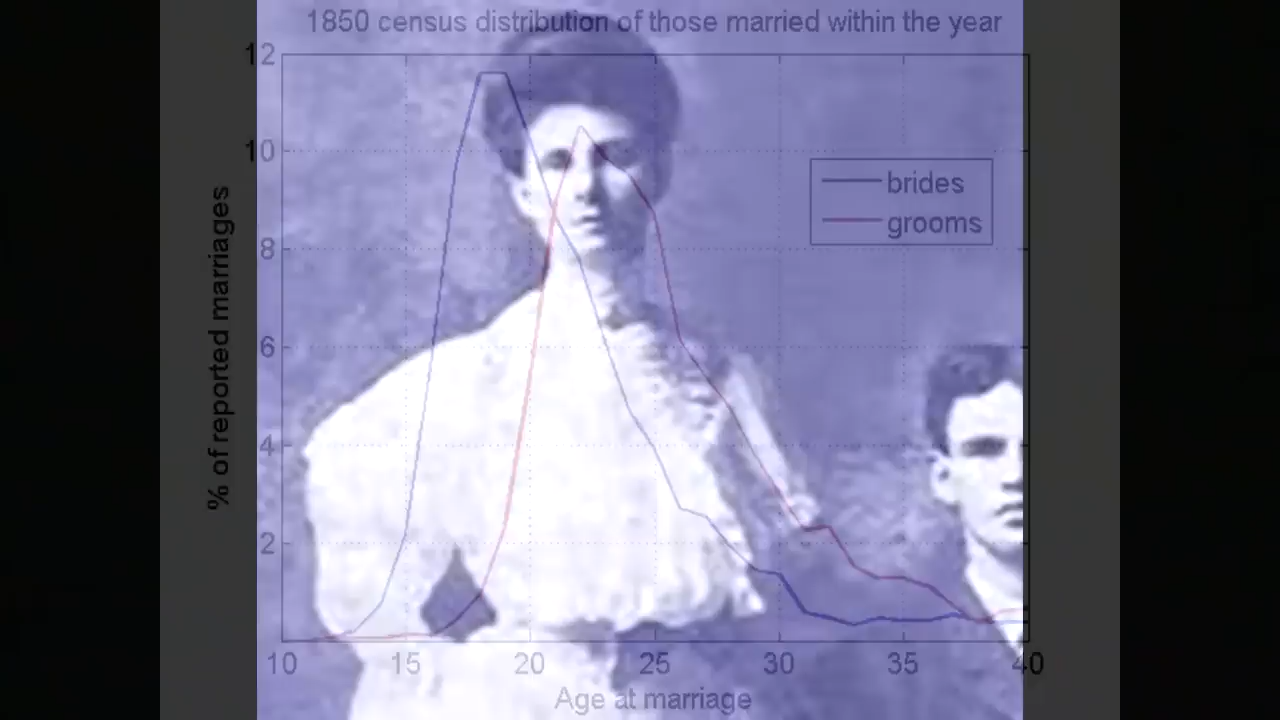 1850 census distribution of those married within the year
12
10
8
6
4
2
% of reported marriages
brides
grooms
10 15 20 25 30 35 40
Age at marriage